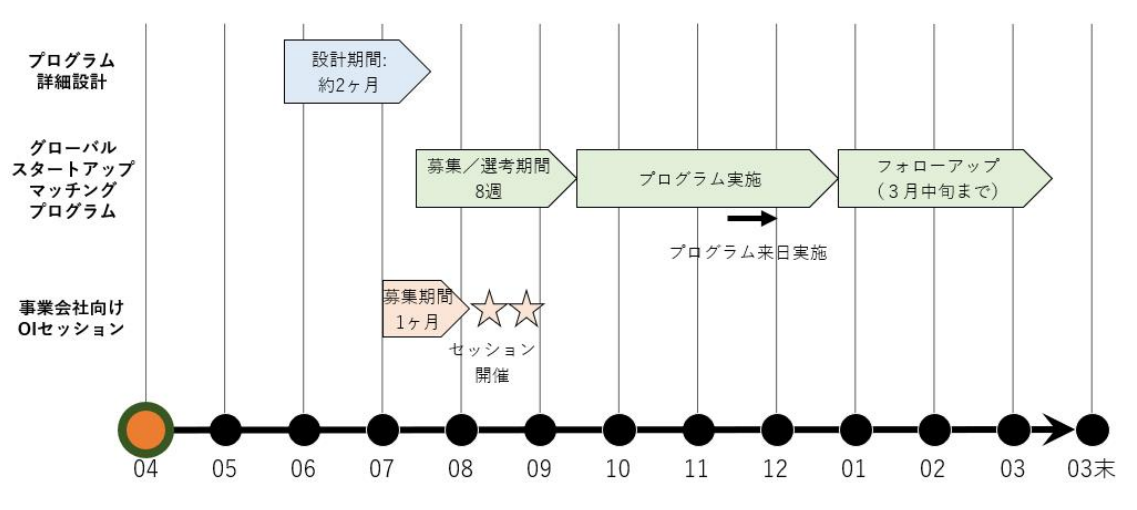 プログラム
詳細設計
設計期間:
約2ヶ月
グローバル
スタートアップ
マッチング
プログラム
募集／選考期間
8週
プログラム実施
フォローアップ
（３月中旬まで）
プログラム来日実施
事業会社向け
OIセッション
募集期間
1ヶ月
セッション
開催
04 05 06 07 08 09 10 11 12 01 02 03 03末